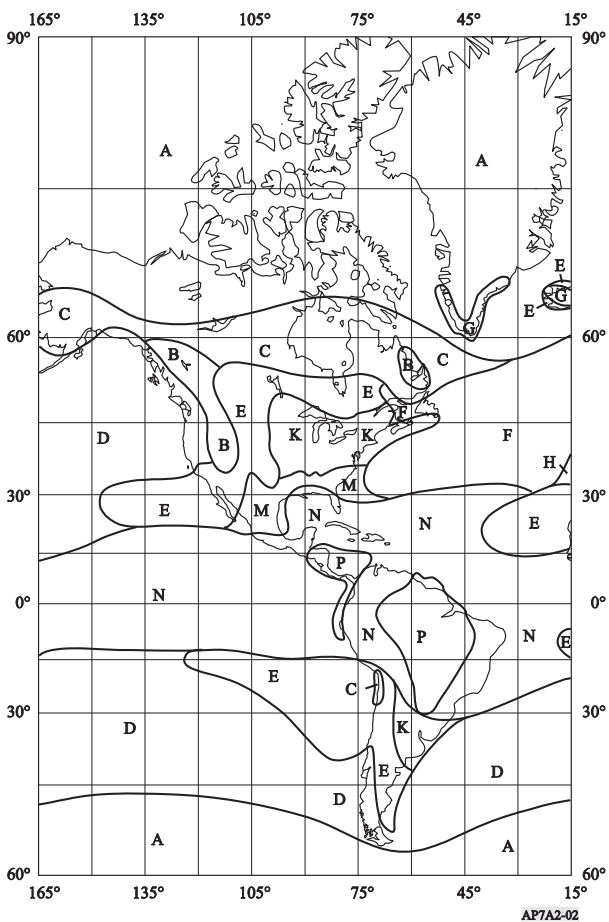 165° 135° 105° 75° 45° 15°
90° 90°
A A
E
C G
E
G
60° 60°
B C B C
E E
F
D K K F
B
H
M
30° 30°
E M N N E
P
N
0° 0°
N P N E
E
C
30° 30°
D K
E D
D
A A
60° 60°
165° 135° 105° 75° 45° 15°
AP7A2-02